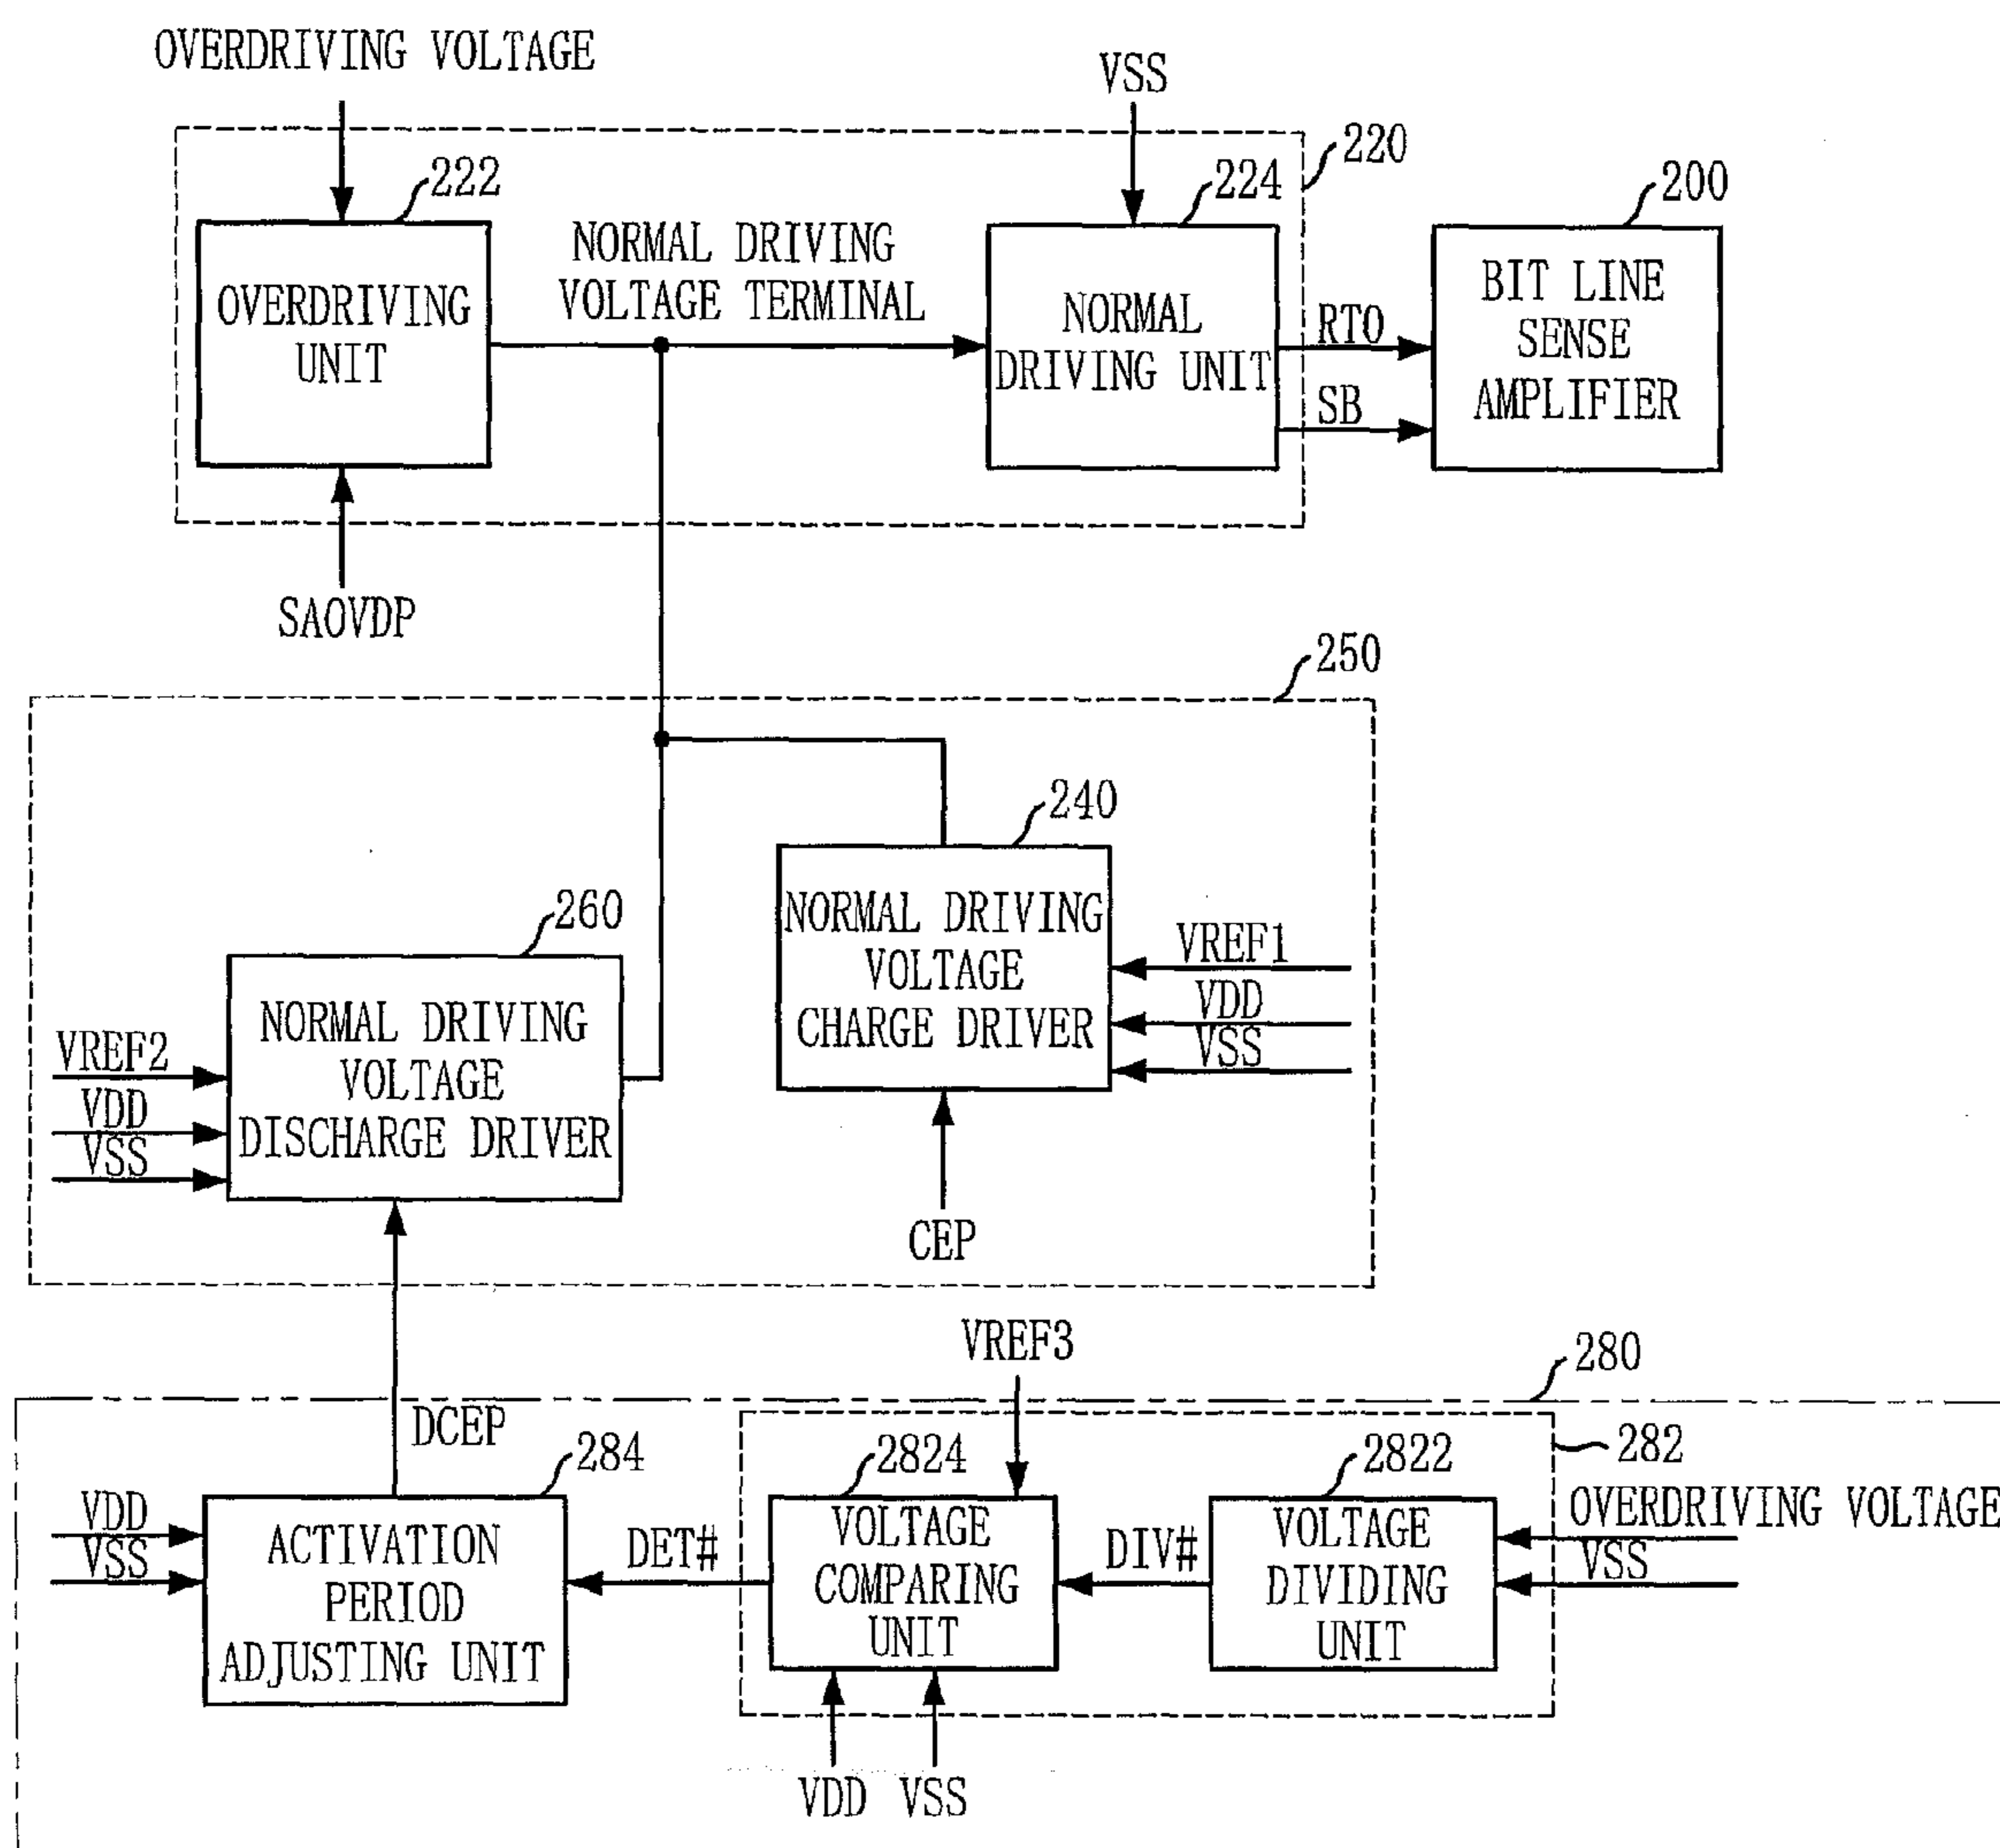 OVERDRIVING VOLTAGE
VSS
220
222
224
200
OVERDRIVING
UNIT
NORMAL DRIVING
VOLTAGE TERMINAL
NORMAL
DRIVING UNIT
RTO
SB
BIT LINE
SENSE
AMPLIFIER
SAOVDP
250
240
NORMAL DRIVING
VOLTAGE
CHARGE DRIVER
VREF1
VDD
VSS
CEP
260
NORMAL DRIVING
VOLTAGE
DISCHARGE DRIVER
VREF2
VDD
VSS
VREF3
280
DCEP
284
2824
2822
282
VDD
VSS
ACTIVATION
PERIOD
ADJUSTING UNIT
DET#
VOLTAGE
COMPARING
UNIT
DIV#
VOLTAGE
DIVIDING
UNIT
OVERDRIVING VOLTAGE
VSS
VDD VSS